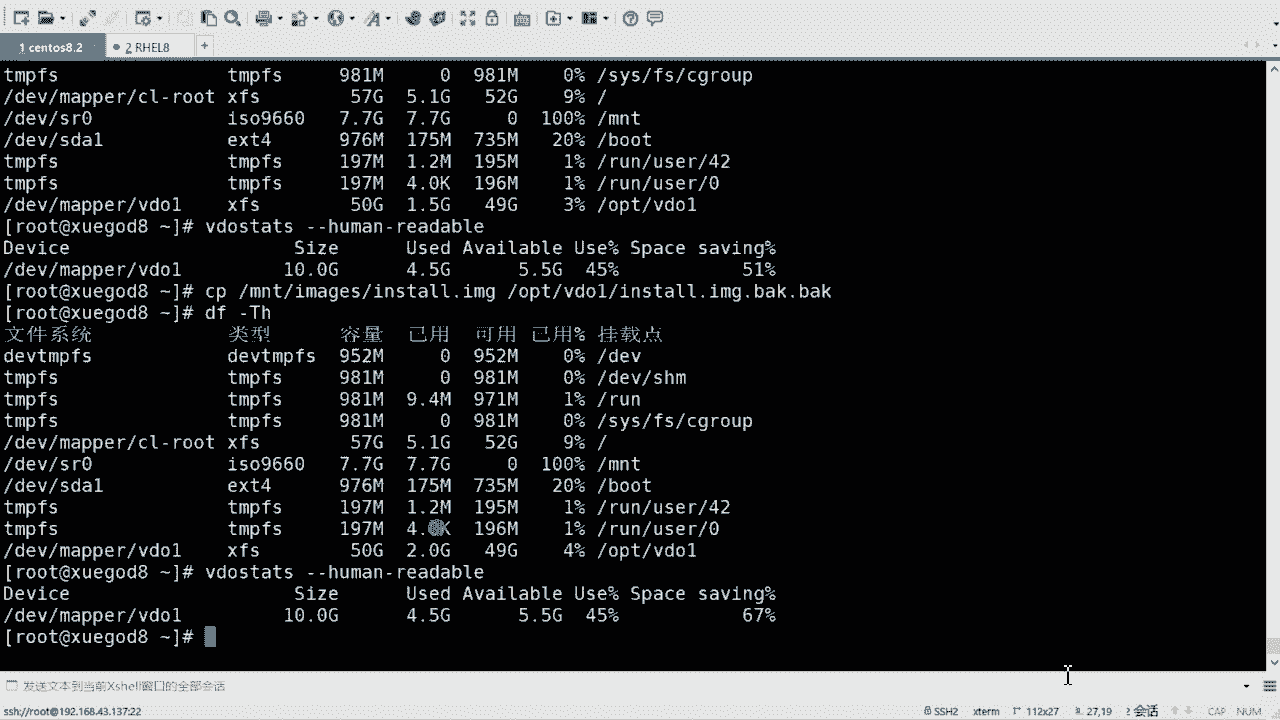 1 centos8.2
2 RHEL8
+
tmpfs tmpfs 981M 0 981M 0% /sys/fs/cgroup
/dev/mapper/cl-root xfs 57G 5.1G 52G 9% /
/dev/sr0 iso9660 7.7G 7.7G 0 100% /mnt
/dev/sda1 ext4 976M 175M 735M 20% /boot
tmpfs tmpfs 197M 1.2M 195M 1% /run/user/42
tmpfs tmpfs 197M 4.0K 196M 1% /run/user/0
/dev/mapper/vdo1 xfs 50G 1.5G 49G 3% /opt/vdo1
[root@xuegod8 ~]# vdostats --human-readable
Device Size Used Available Use% Space saving%
/dev/mapper/vdo1 10.0G 4.5G 5.5G 45% 51%
[root@xuegod8 ~]# cp /mnt/images/install.img /opt/vdo1/install.img.bak.bak
[root@xuegod8 ~]# df -Th
文件系统 类型 容量 已用 可用 已用% 挂载点
devtmpfs devtmpfs 952M 0 952M 0% /dev
tmpfs tmpfs 981M 0 981M 0% /dev/shm
tmpfs tmpfs 981M 9.4M 971M 1% /run
tmpfs tmpfs 981M 0 981M 0% /sys/fs/cgroup
/dev/mapper/cl-root xfs 57G 5.1G 52G 9% /
/dev/sr0 iso9660 7.7G 7.7G 0 100% /mnt
/dev/sda1 ext4 976M 175M 735M 20% /boot
tmpfs tmpfs 197M 1.2M 195M 1% /run/user/42
tmpfs tmpfs 197M 4.0K 196M 1% /run/user/0
/dev/mapper/vdo1 xfs 50G 2.0G 49G 4% /opt/vdo1
[root@xuegod8 ~]# vdostats --human-readable
Device Size Used Available Use% Space saving%
/dev/mapper/vdo1 10.0G 4.5G 5.5G 45% 67%
[root@xuegod8 ~]#
发送文本到当前Xshell窗口的全部会话
ssh://root@192.168.43.137:22 SSH2 xterm 112x27 27,19 2 会话 CAP NUM